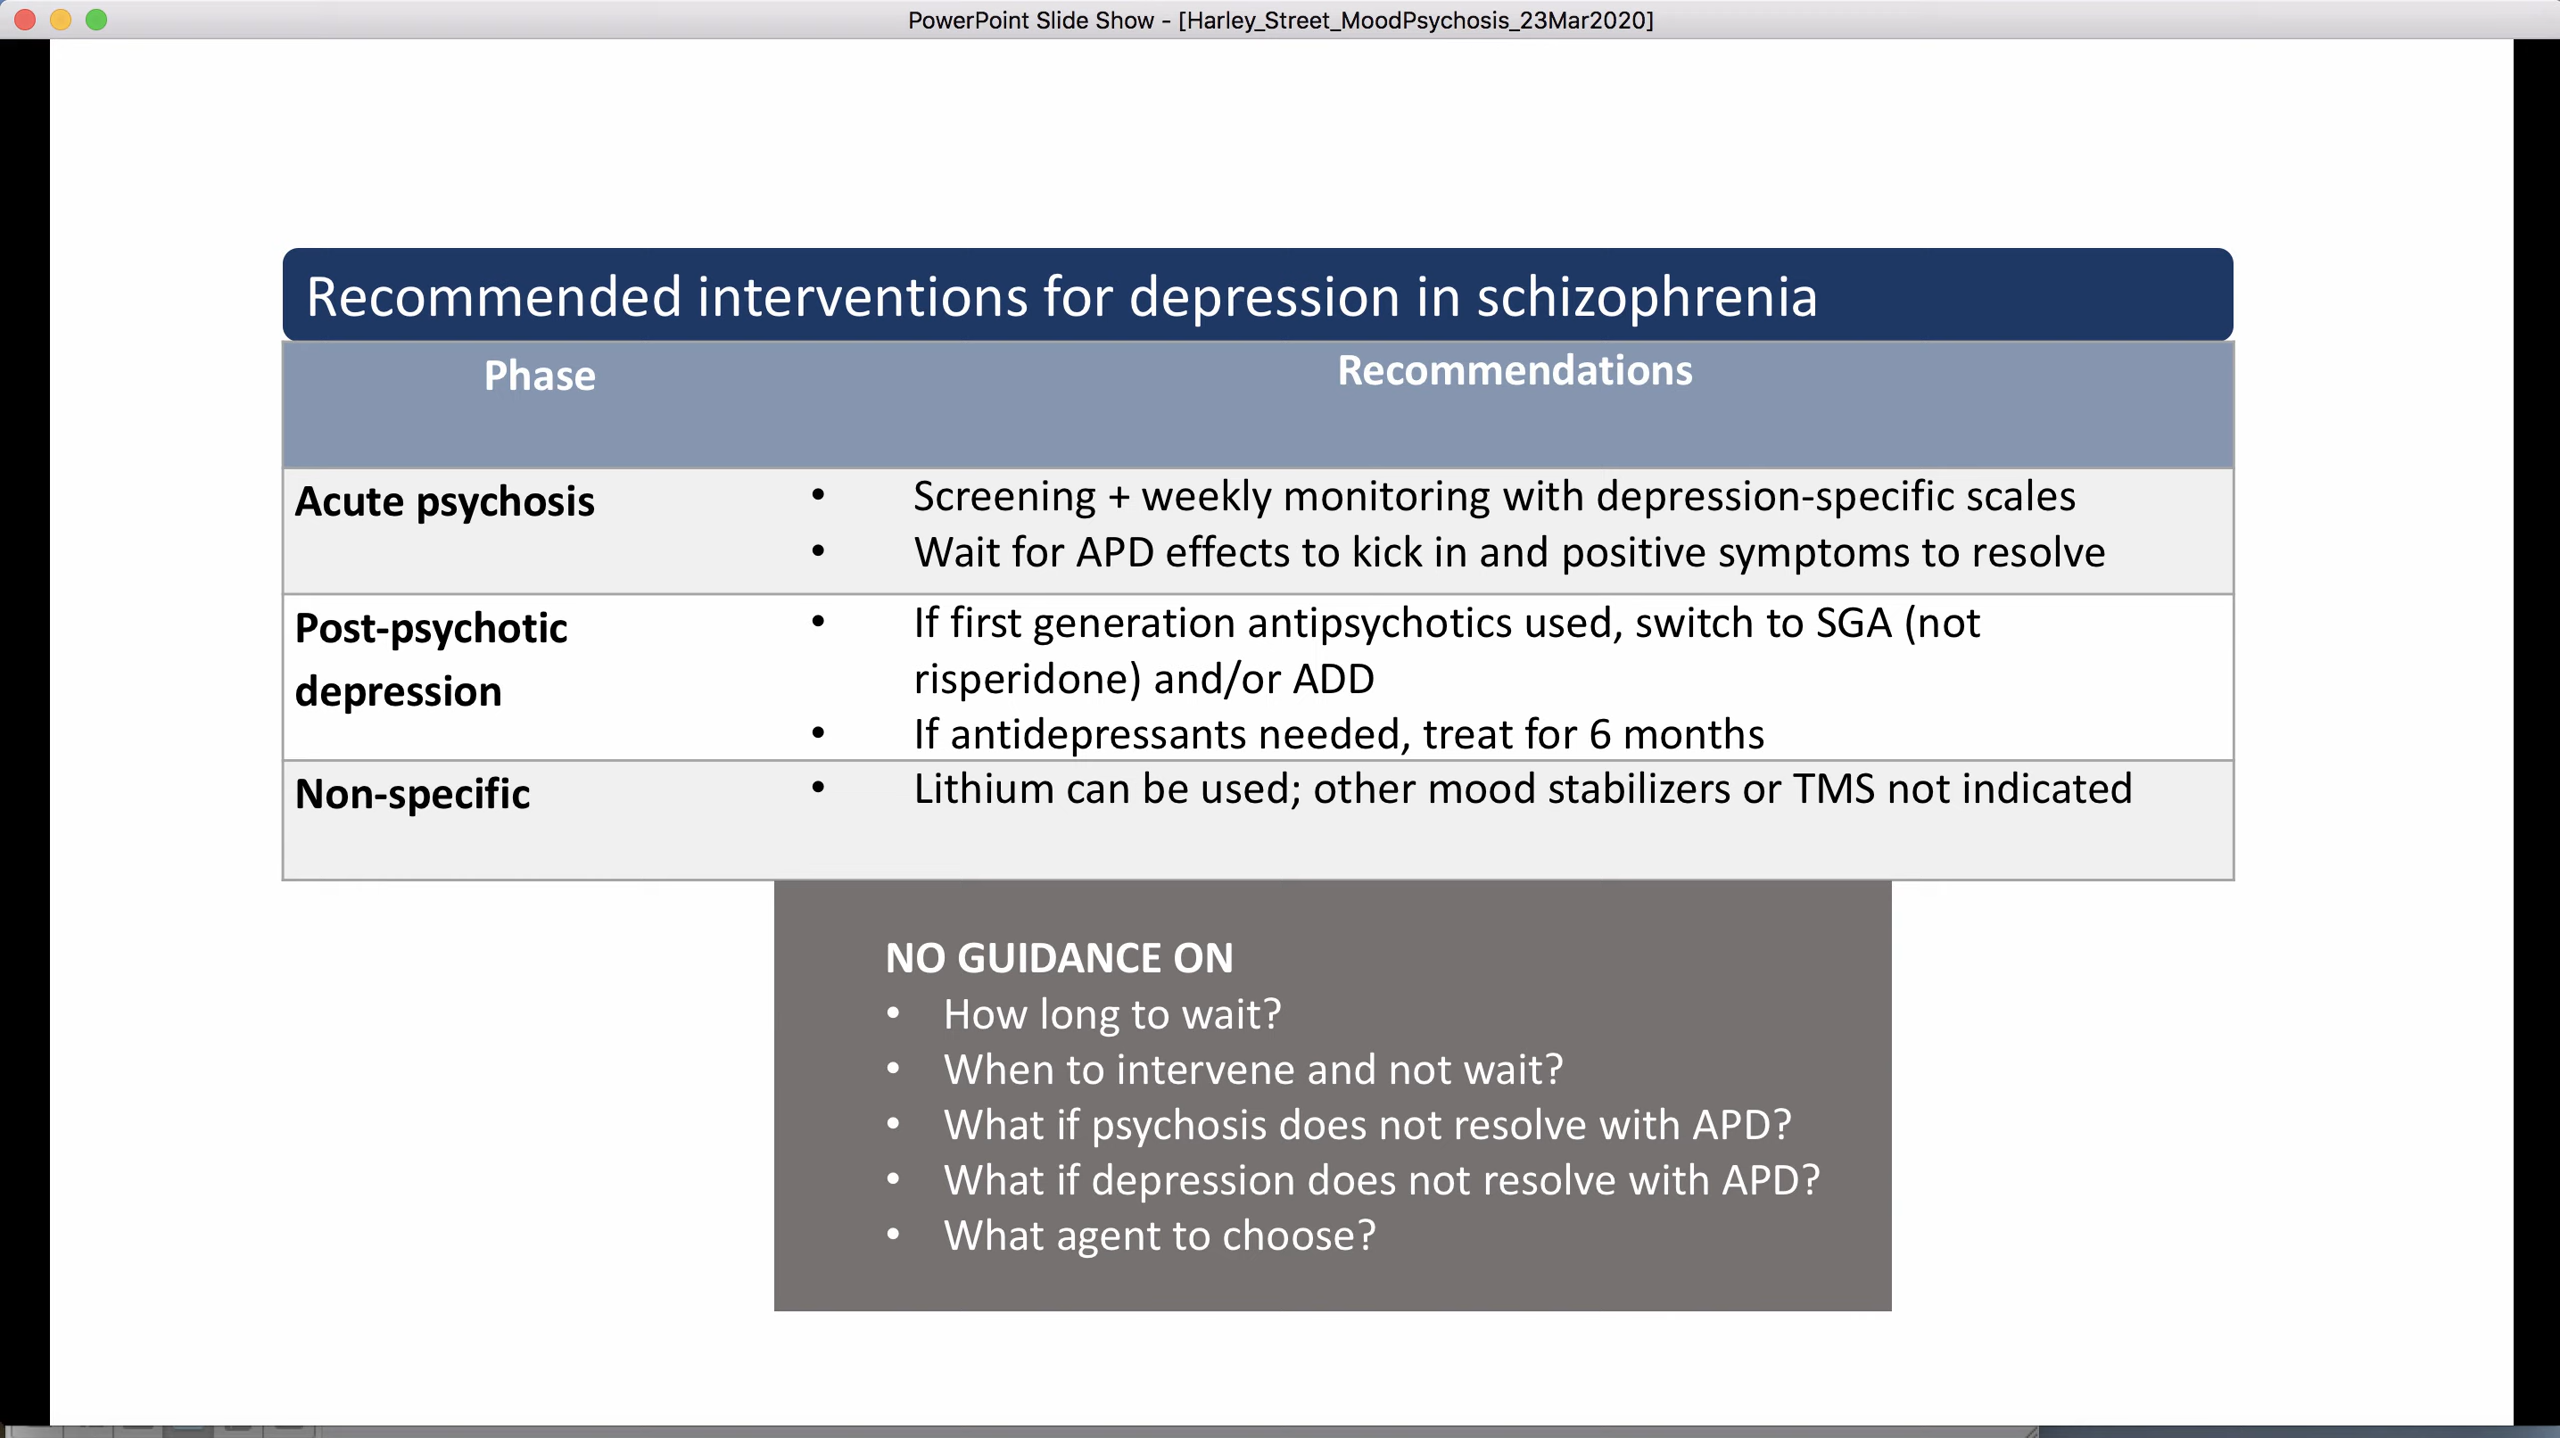 PowerPoint Slide Show - [Harley_Street_MoodPsychosis_23Mar2020]
Recommended interventions for depression in schizophrenia
Phase
Recommendations
Acute psychosis
• Screening + weekly monitoring with depression-specific scales
• Wait for APD effects to kick in and positive symptoms to resolve
Post-psychotic
depression
• If first generation antipsychotics used, switch to SGA (not
risperidone) and/or ADD
• If antidepressants needed, treat for 6 months
Non-specific
• Lithium can be used; other mood stabilizers or TMS not indicated
NO GUIDANCE ON
• How long to wait?
• When to intervene and not wait?
• What if psychosis does not resolve with APD?
• What if depression does not resolve with APD?
• What agent to choose?